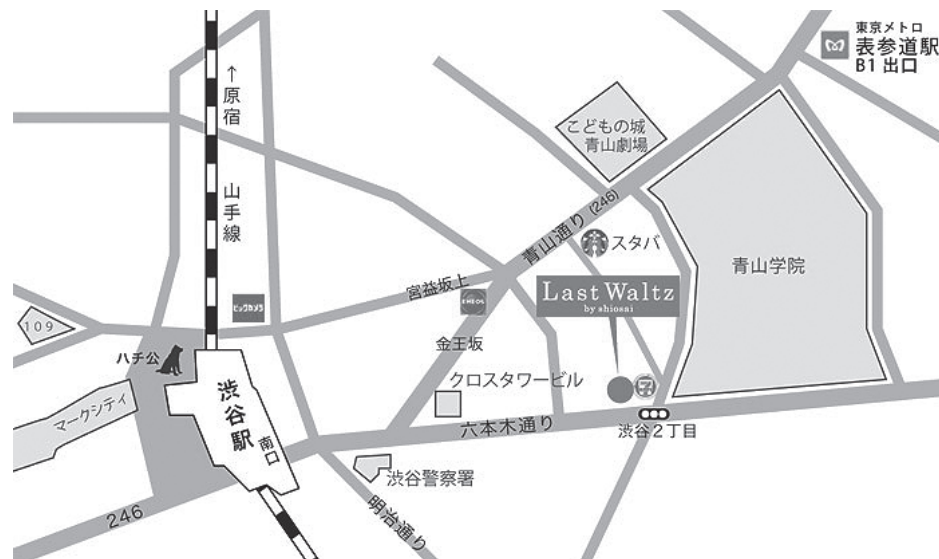 東京メトロ
表参道駅
B1 出口
↑原宿
山手線
こどもの城
青山劇場
青山通り (246)
スタバ
青山学院
宮益坂上
ENEOS
Last Waltz
by shiosai
ビックカメラ
109
ハチ公
金王坂
クロスタワービル
マークシティ
渋谷駅
南口
六本木通り
渋谷2丁目
渋谷警察署
246
明治通り